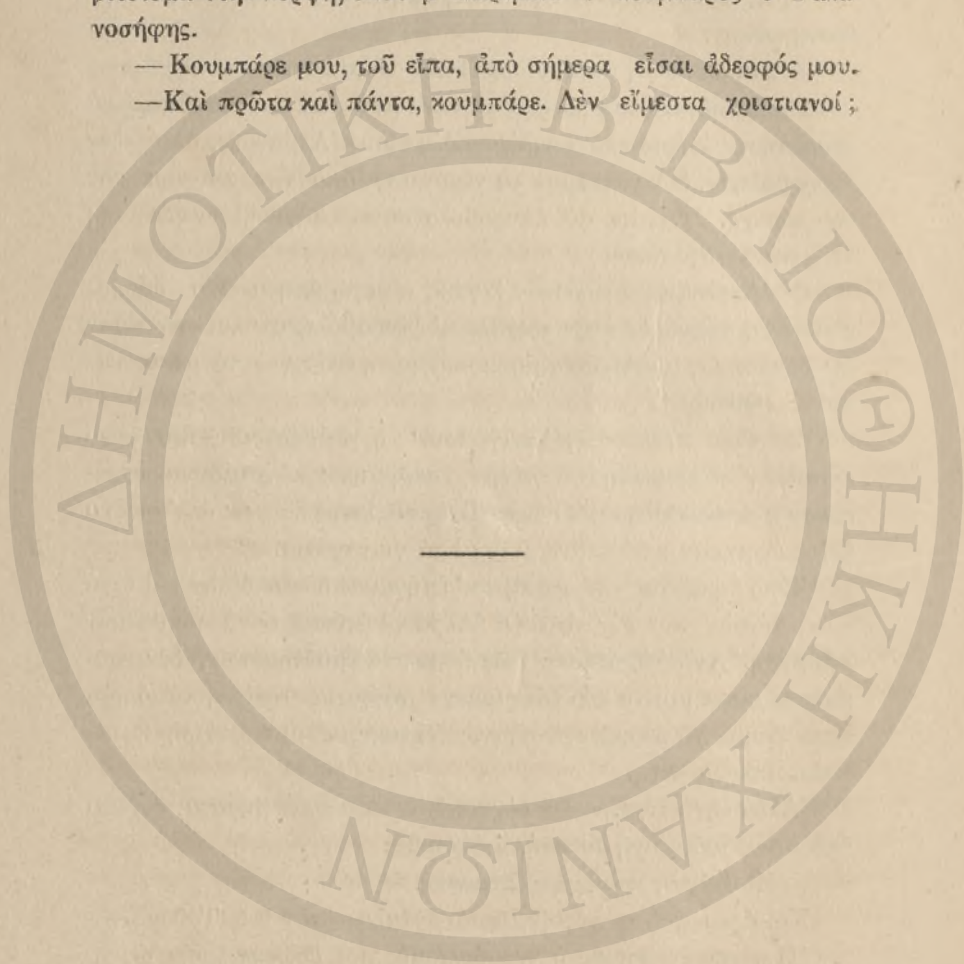 νοσήφης.
— Κουμπάρε μου, τοῦ εἶπα, ἀπὸ σήμερα εἶσαι ἀδερφός μου.
—Καὶ πρῶτα καὶ πάντα, κουμπάρε. Δὲν εἴμεστα χριστιανοί ;
ΔΗΜΟΤΙΚΗ ΒΙΒΛΙΟΘΗΚΗ ΧΑΝΙΩΝ